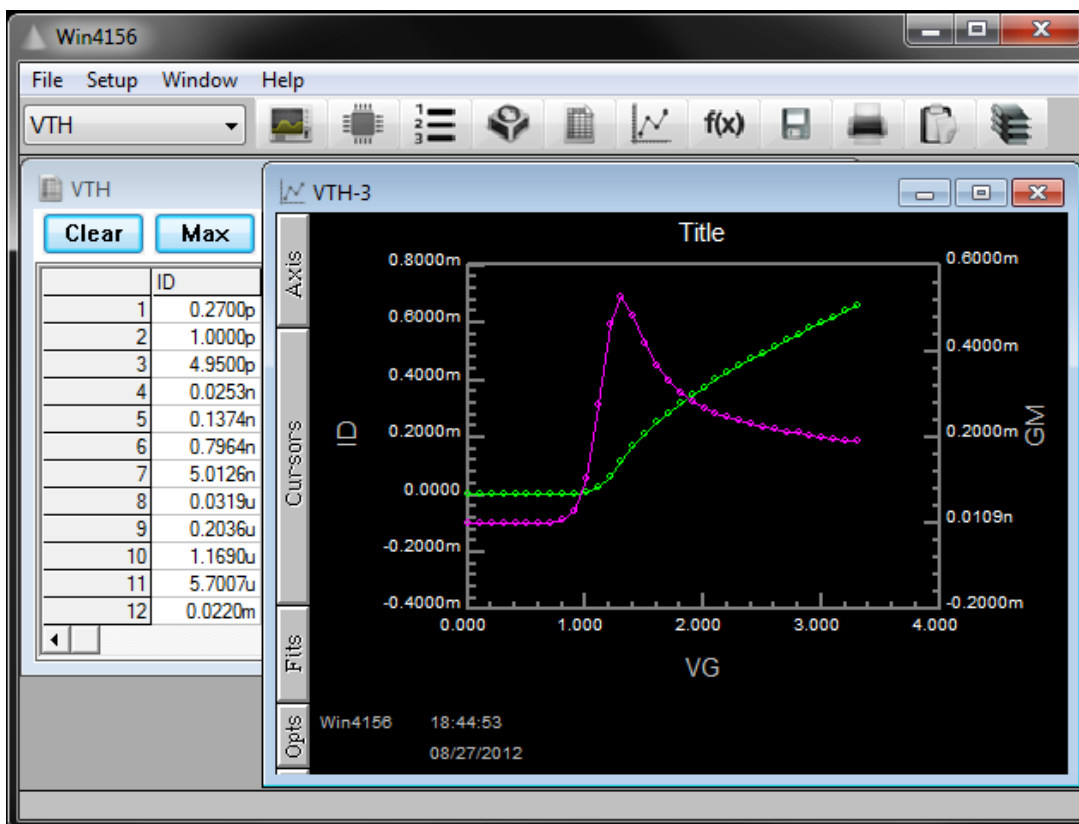 Win4156
File Setup Window Help
VTH
1
2
3
f(x)
VTH
Clear Max
ID
1 0.2700p
2 1.0000p
3 4.9500p
4 0.0253n
5 0.1374n
6 0.7964n
7 5.0126n
8 0.0319u
9 0.2036u
10 1.1690u
11 5.7007u
12 0.0220m
VTH-3
Axis
Cursors
Fits
Opts
Title
0.8000m
0.6000m
0.4000m
0.2000m
0.0000
-0.2000m
-0.4000m
ID
0.6000m
0.4000m
0.2000m
0.0109n
-0.2000m
GM
0.000 1.000 2.000 3.000 4.000
VG
Win4156 18:44:53
08/27/2012